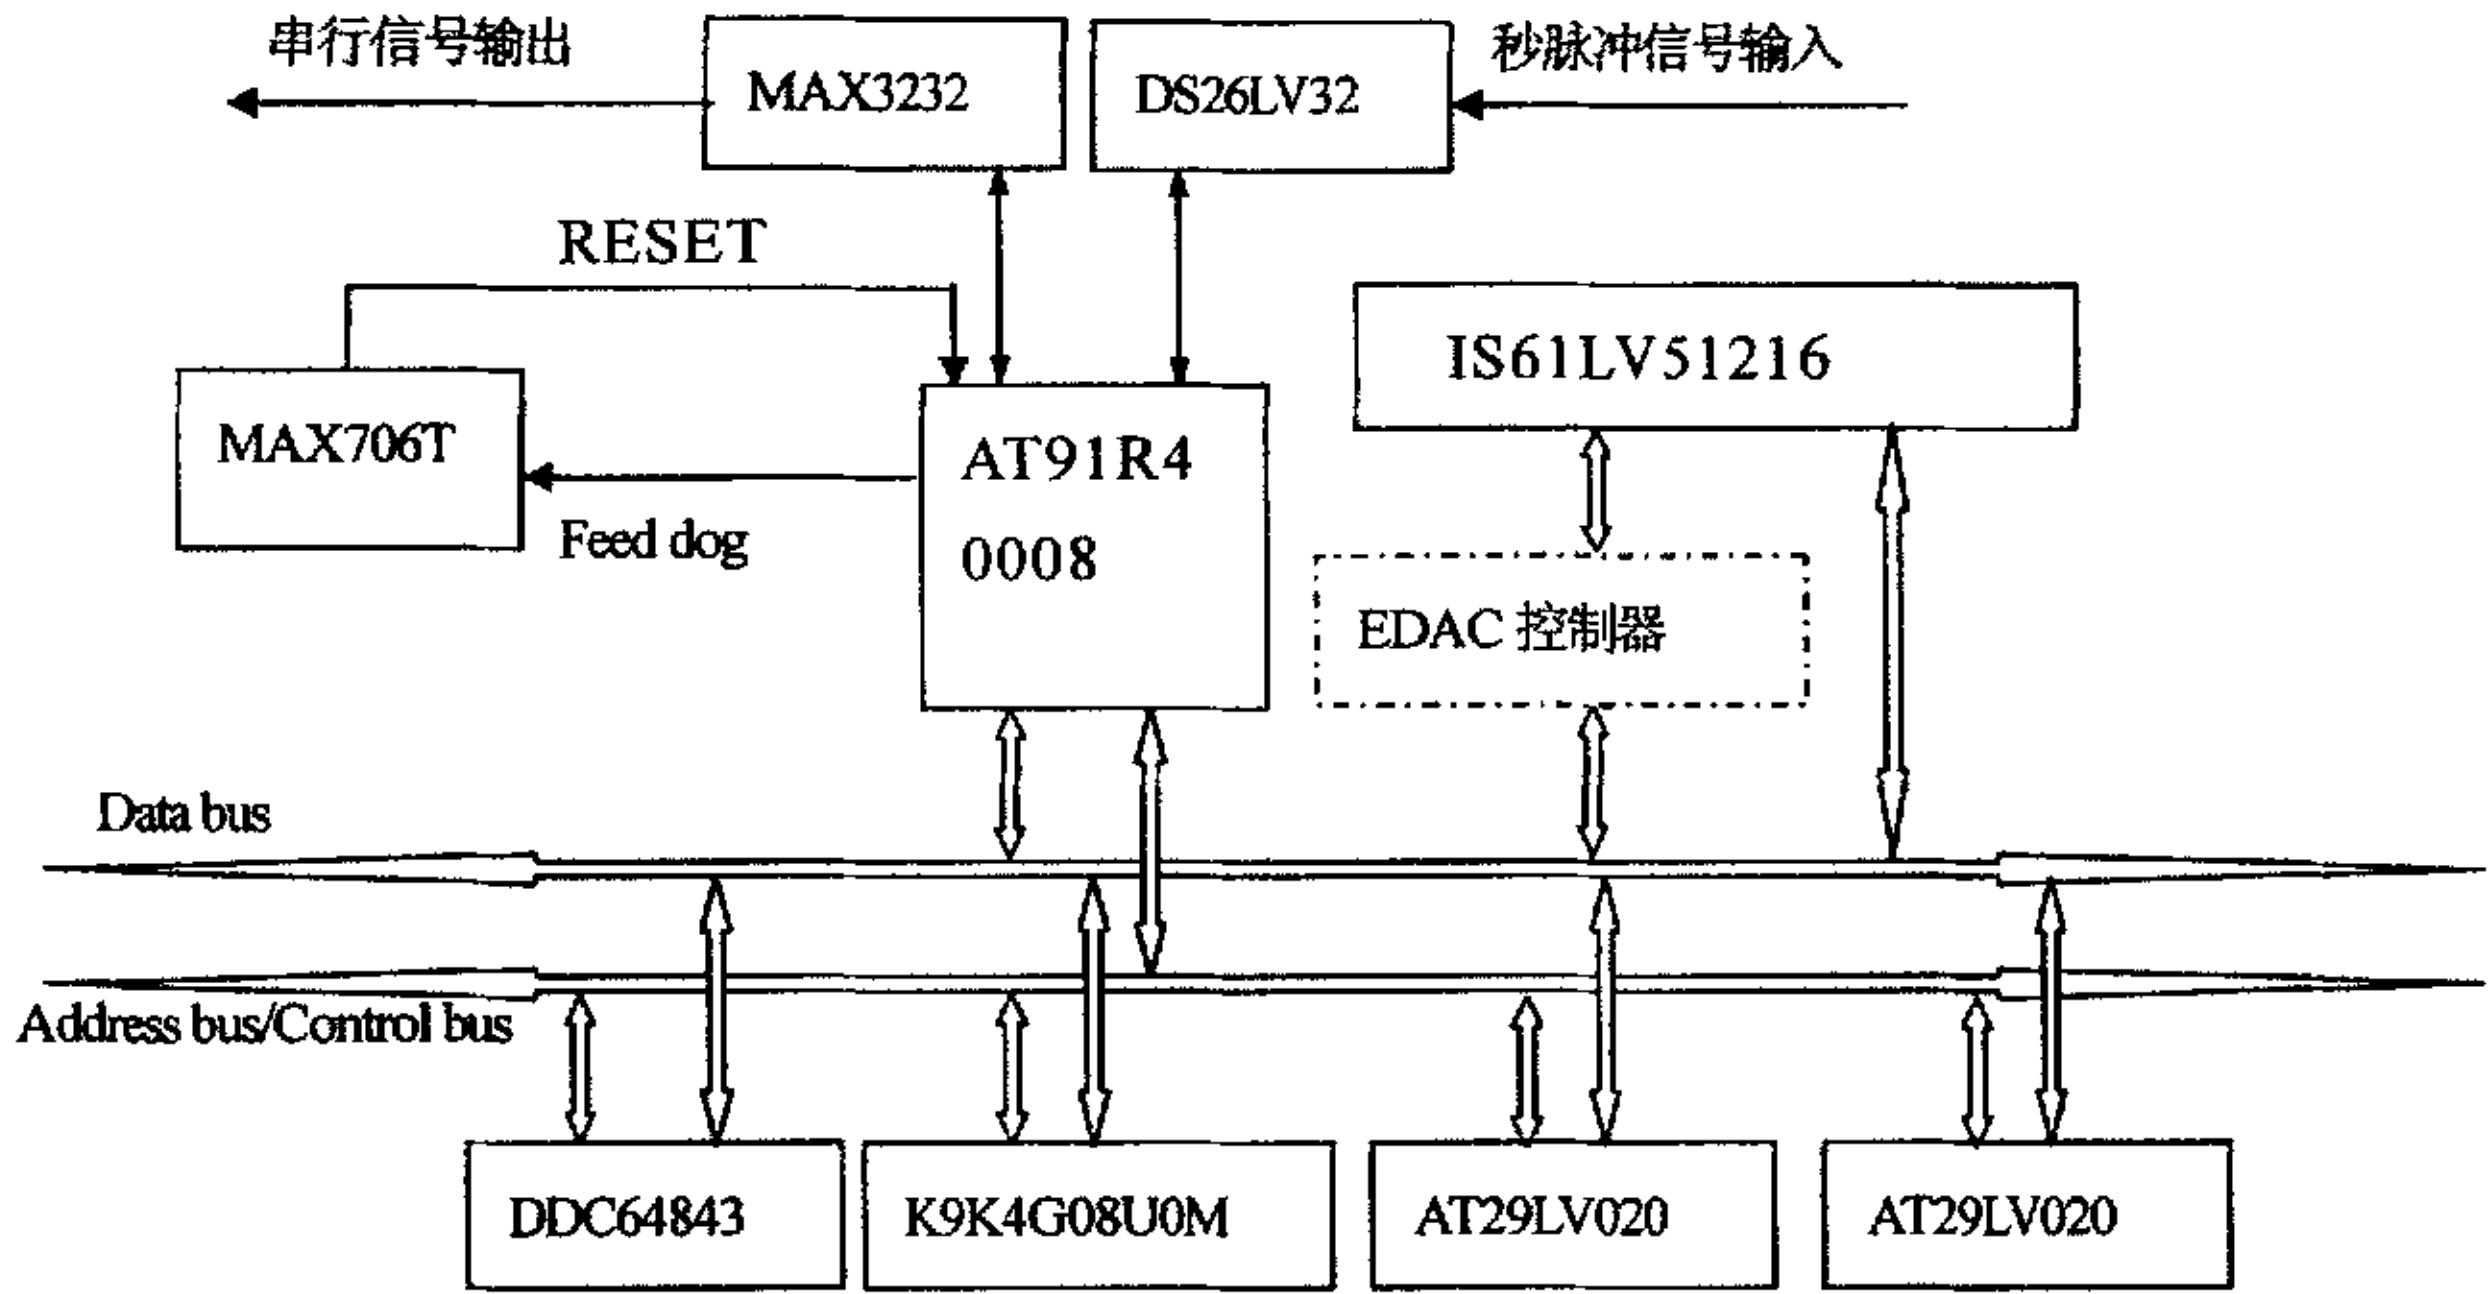 串行信号输出
MAX3232
DS26LV32
秒脉冲信号输入
RESET
IS61LV51216
MAX706T
AT91R4
0008
Feed dog
EDAC 控制器
Data bus
Address bus/Control bus
DDC64843
K9K4G08U0M
AT29LV020
AT29LV020